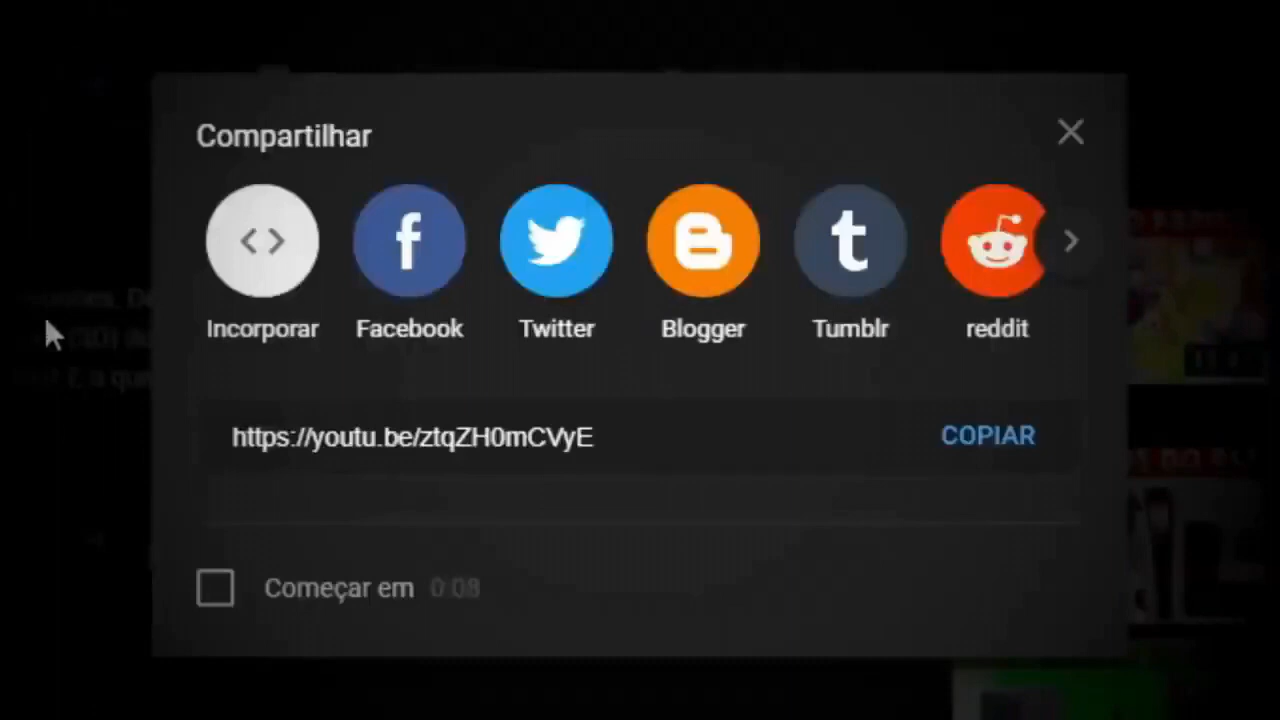 Compartilhar
Incorporar Facebook Twitter Blogger Tumblr reddit
https://youtu.be/ztqZH0mCVyE COPIAR
Começar em 0:08